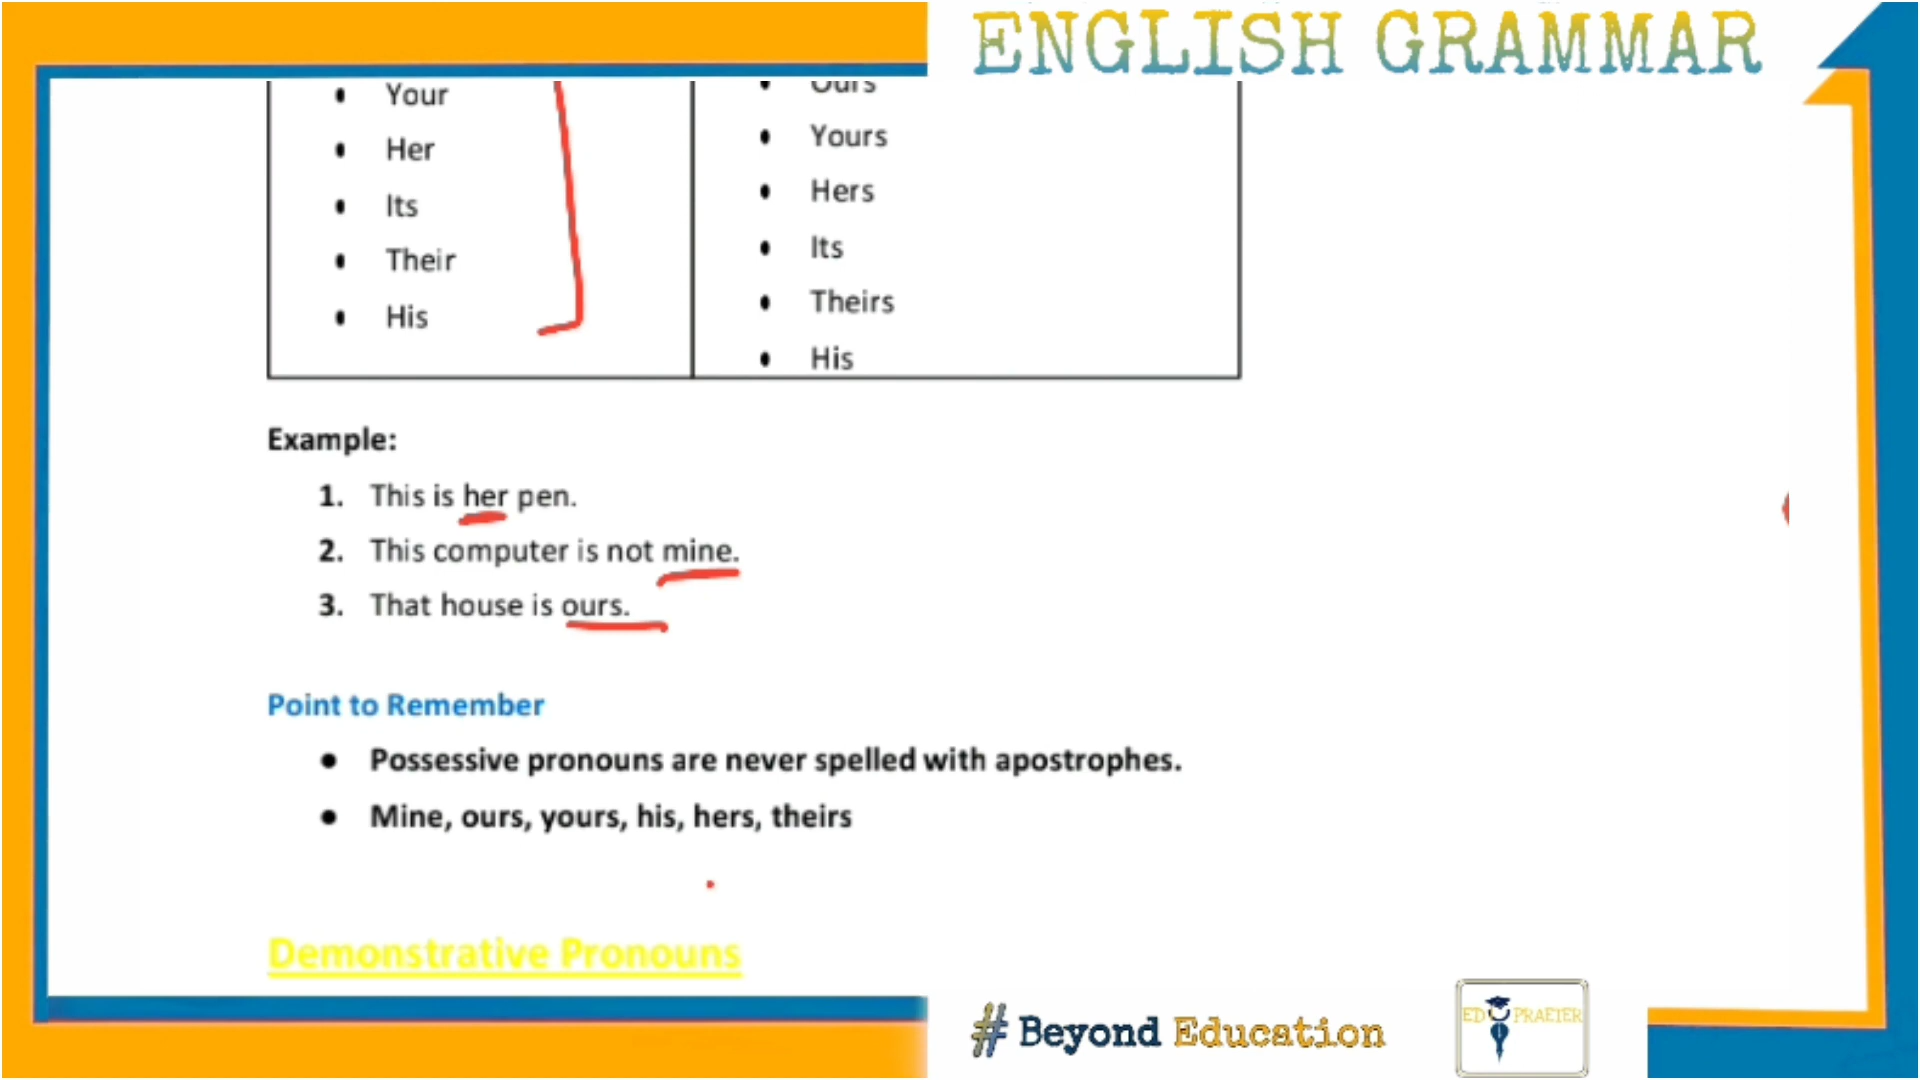 ENGLISH GRAMMAR
• Your
• Her
• Its
• Their
• His
• Ours
• Yours
• Hers
• Its
• Theirs
• His
Example:
1. This is her pen.
2. This computer is not mine.
3. That house is ours.
Point to Remember
• Possessive pronouns are never spelled with apostrophes.
• Mine, ours, yours, his, hers, theirs
Demonstrative Pronouns
# Beyond Education
EDUPRAETER